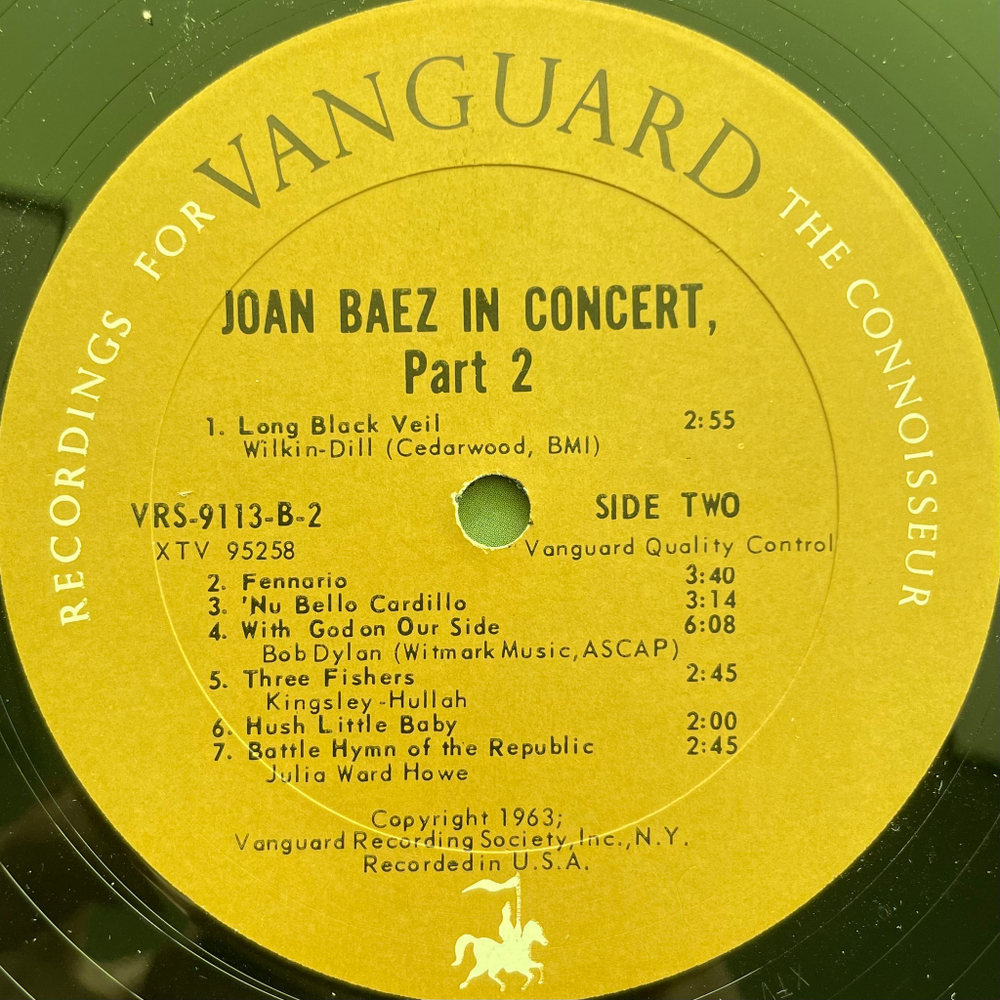 VANGUARD
RECORDINGS FOR THE CONNOISSEUR
JOAN BAEZ IN CONCERT,
Part 2
1. Long Black Veil 2:55
Wilkin-Dill (Cedarwood, BMI)
VRS-9113-B-2 SIDE TWO
XTV 95258 Vanguard Quality Control
2. Fennario 3:40
3. 'Nu Bello Cardillo 3:14
4. With God on Our Side 6:08
Bob Dylan (Witmark Music, ASCAP)
5. Three Fishers 2:45
Kingsley-Hullah
6. Hush Little Baby 2:00
7. Battle Hymn of the Republic 2:45
Julia Ward Howe
Copyright 1963;
Vanguard Recording Society, Inc., N.Y.
Recorded in U.S.A.
XTV